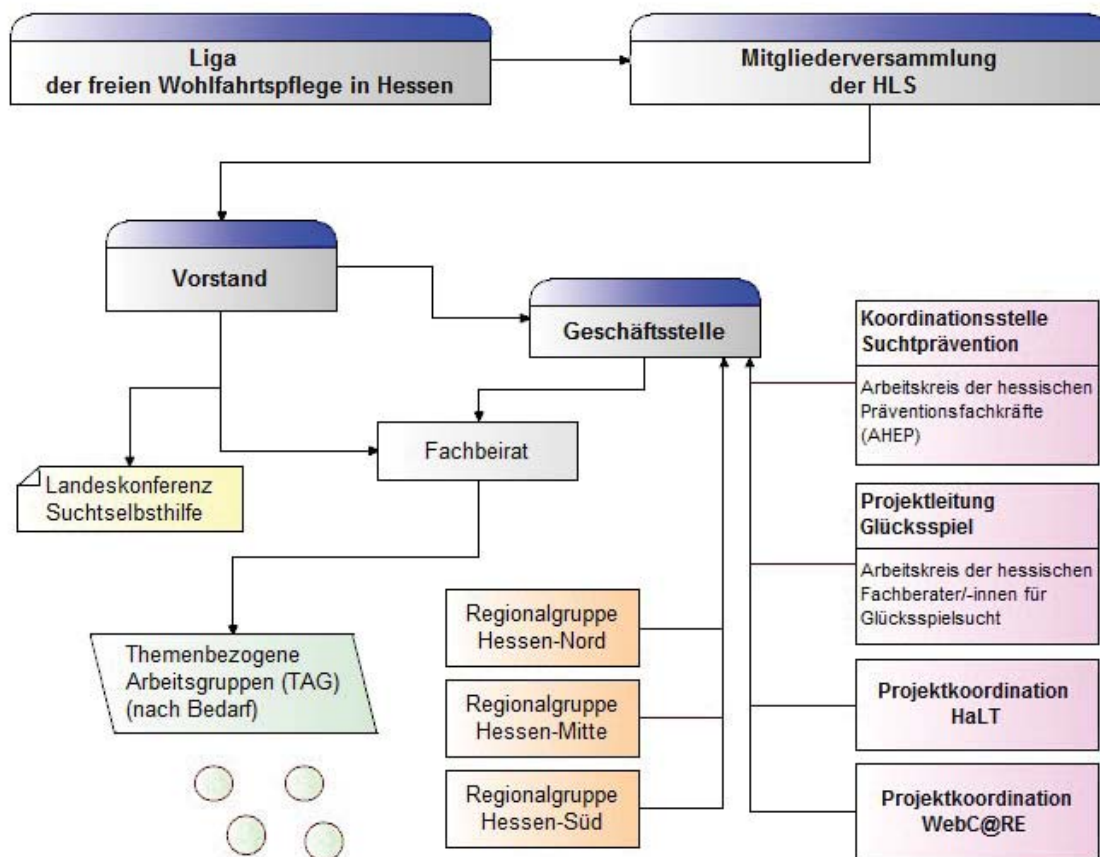 Liga
der freien Wohlfahrtspflege in Hessen
Mitgliederversammlung
der HLS
Vorstand
Geschäftsstelle
Fachbeirat
Landeskonferenz
Suchtselbsthilfe
Themenbezogene
Arbeitsgruppen (TAG)
(nach Bedarf)
Regionalgruppe
Hessen-Nord
Regionalgruppe
Hessen-Mitte
Regionalgruppe
Hessen-Süd
Koordinationsstelle
Suchtprävention
Arbeitskreis der hessischen
Präventionsfachkräfte
(AHEP)
Projektleitung
Glücksspiel
Arbeitskreis der hessischen
Fachberater/-innen für
Glücksspielsucht
Projektkoordination
HaLT
Projektkoordination
WebC@RE